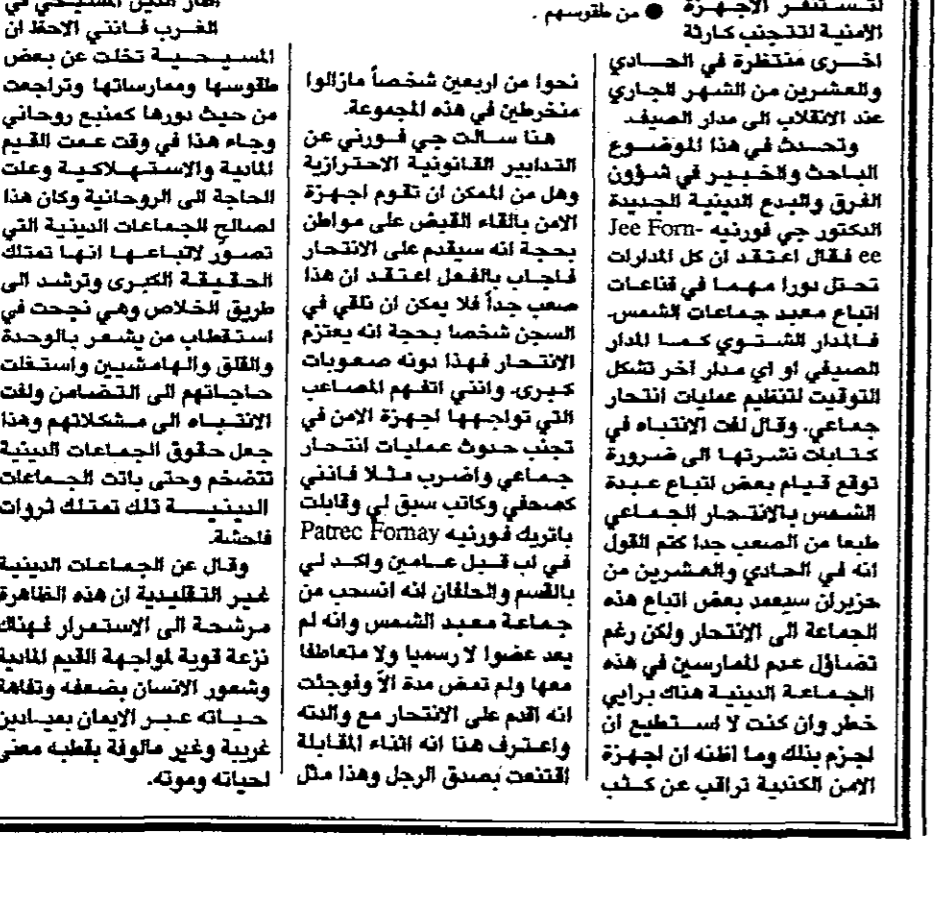 لتستنفر الاجهزة
الامنية لتتجنب كارثة
اخرى منتظرة في الحادي
والعشرين من الشهر الجاري
عند الانقلاب الى مدار الصيف.
وتحدث في هذا الموضوع
الباحث والخبير في شؤون
الفرق والبدع الدينية الجديدة
الدكتور جي فورنيه Jee Forn-
ee فقال اعتقد ان كل المدارات
تحتل دورا مهما في قناعات
اتباع معبد جماعات الشمس.
فالمدار الشتوي كما المدار
الصيفي او اي مدار اخر تشكل
التوقيت لتنظيم عمليات انتحار
جماعي. وقال لفت الانتباه في
كتابات نشرتها الى ضرورة
توقع قيام بعض اتباع عبدة
الشمس بالانتحار الجماعي
طبعا من الصعب جدا كتم القول
انه في الحادي والعشرين من
حزيران سيعمد بعض اتباع هذه
الجماعة الى الانتحار ولكن رغم
تضاؤل عدم الممارسين في هذه
الجماعة الدينية هناك برايي
خطر وان كنت لا استطيع ان
اجزم بذلك وما اظنه ان اجهزة
الامن الكندية تراقب عن كثب
● من طقوسهم .
نحوا من اربعين شخصاً مازالوا
منخرطين في هذه المجموعة.
هنا سالت جي فورني عن
التدابير القانونية الاحترازية
وهل من الممكن ان تقوم اجهزة
الامن بالقاء القبض على مواطن
بحجة انه سيقدم على الانتحار
فاجاب بالفعل اعتقد ان هذا
صعب جداً فلا يمكن ان نلقي في
السجن شخصا بحجة انه يعتزم
الانتحار فهذا دونه صعوبات
كبرى. وانني اتفهم المصاعب
التي تواجهها اجهزة الامن في
تجنّب حدوث عمليات انتحار
جماعي واضرب مثلا فانني
كصحفي وكاتب سبق لي وقابلت
باتريك فورنيه Patrec Fornay
في لب قبل عامين واكد لي
بالقسم والحلفان انه انسحب من
جماعة معبد الشمس وانه لم
يعد عضوا لا رسميا ولا متعاطفا
معها ولم تمض مدة الاّ وفوجئت
انه اقدم على الانتحار مع والدته
واعترف هنا انه اثناء المقابلة
اقتنعت بصدق الرجل وهذا مثل
اطار الدين المسيحي في
الغرب فانني الاحظ ان
المسيحية تخلت عن بعض
طقوسها وممارساتها وتراجعت
من حيث دورها كمنبع روحاني
وجاء هذا في وقت عمت القيم
المادية والاستهلاكية وعلت
الحاجة الى الروحانية وكان هذا
لصالح الجماعات الدينية التي
تصور لاتباعها انها تمتلك
الحقيقة الكبرى وترشد الى
طريق الخلاص وهي نجحت في
استقطاب من يشعر بالوحدة
والقلق والهامشيين واستغلت
حاجاتهم الى التضامن ولفت
الانتباه الى مشكلاتهم وهذا
جعل حقوق الجماعات الدينية
تتضخم وحتى باتت الجماعات
الدينية تلك تمتلك ثروات
فاحشة.
وقال عن الجماعات الدينية
غير التقليدية ان هذه الظاهرة
مرشحة الى الاستمرار فهناك
نزعة قوية لمواجهة القيم المادية
وشعور الانسان بضعفه وتفاهة
حياته عبر الايمان بميادين
غريبة وغير مالوفة بقطبه معنى
لحياته وموته.